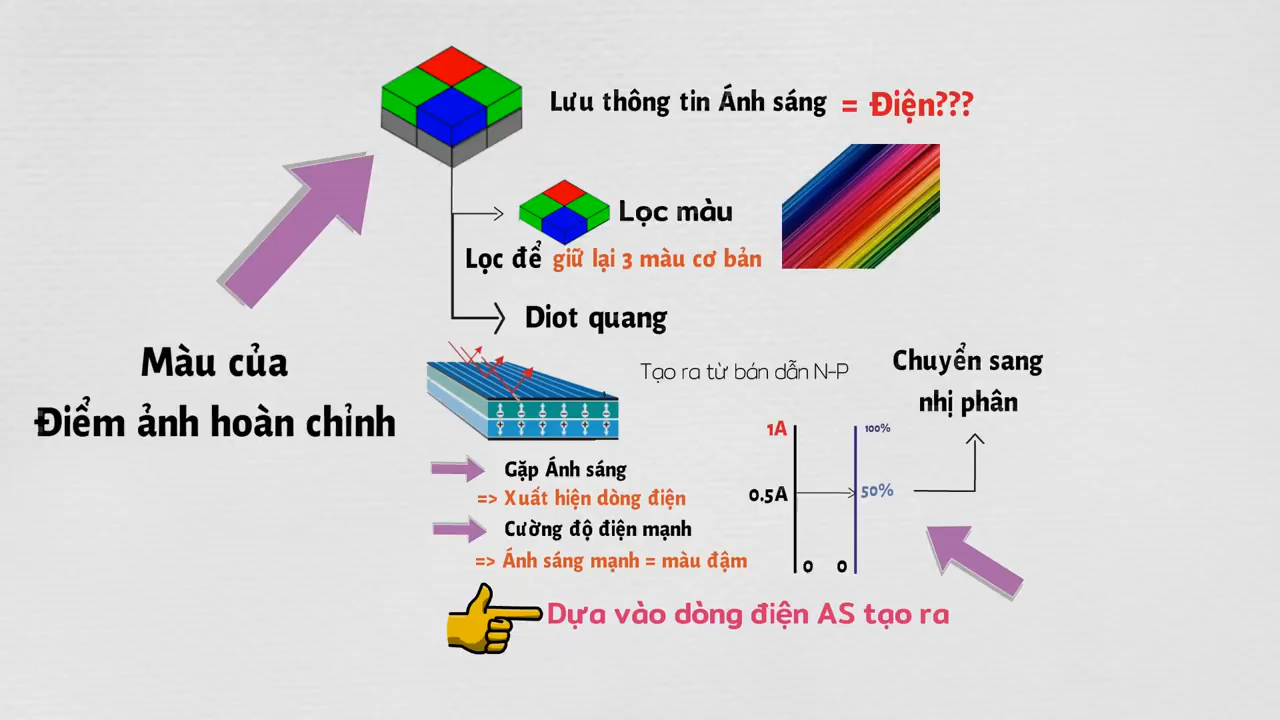 Lưu thông tin Ánh sáng = Điện???
Lọc màu
Lọc để giữ lại 3 màu cơ bản
Diot quang
Màu của
Điểm ảnh hoàn chỉnh
Tạo ra từ bán dẫn N-P
Chuyển sang
nhị phân
1A
100%
0.5A
50%
0
0
Gặp Ánh sáng
=> Xuất hiện dòng điện
Cường độ điện mạnh
=> Ánh sáng mạnh = màu đậm
Dựa vào dòng điện AS tạo ra